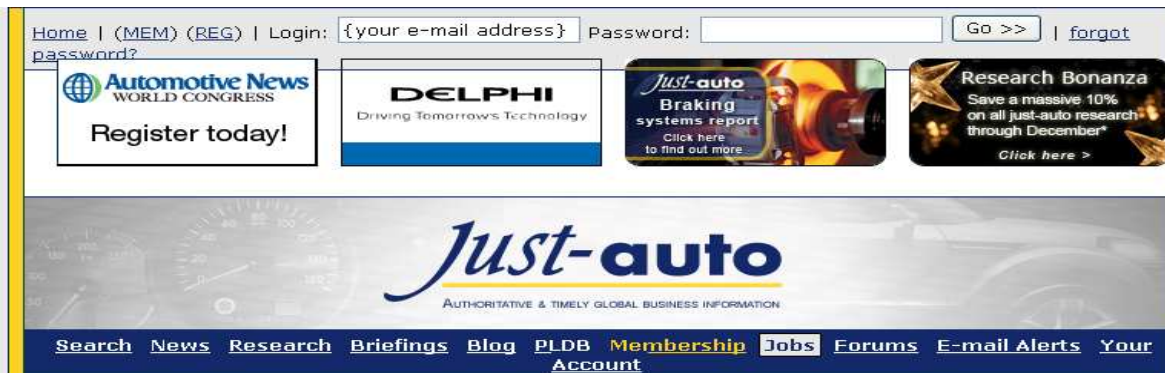 Home | (MEM) (REG) | Login: {your e-mail address} Password: Go >> | forgot
password?
Automotive News
WORLD CONGRESS
Register today!
DELPHI
Driving Tomorrow's Technology
Just-auto
Braking
systems report
Click here
to find out more
Research Bonanza
Save a massive 10%
on all just-auto research
through December*
Click here >
Just-auto
AUTHORITATIVE & TIMELY GLOBAL BUSINESS INFORMATION
Search News Research Briefings Blog PLDB Membership Jobs Forums E-mail Alerts Your
Account